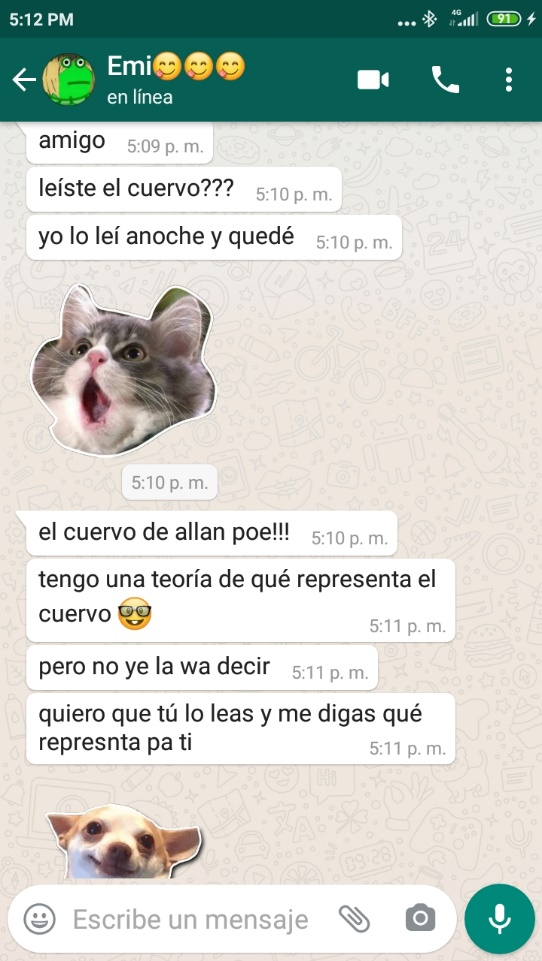 5:12 PM
4G
91
Emi😋😋😋
en línea
amigo 5:09 p. m.
leíste el cuervo??? 5:10 p. m.
yo lo leí anoche y quedé 5:10 p. m.
5:10 p. m.
el cuervo de allan poe!!! 5:10 p. m.
tengo una teoría de qué representa el
cuervo 🤓
5:11 p. m.
pero no ye la wa decir 5:11 p. m.
quiero que tú lo leas y me digas qué
represnta pa ti 5:11 p. m.
Escribe un mensaje